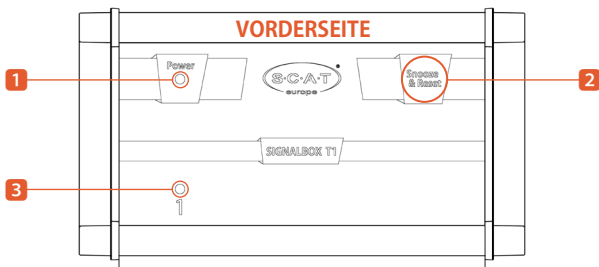 VORDERSEITE
Power
1
S·C·A·T
europe
Snooze
& Reset
2
SIGNALBOX T1
3
1